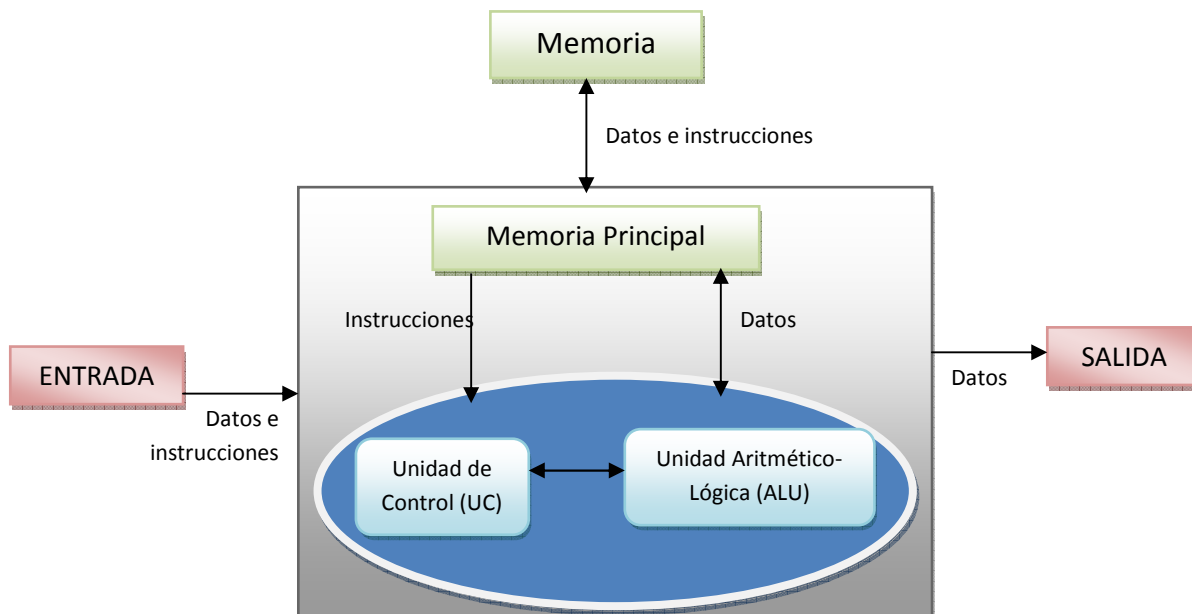 Memoria
Datos e instrucciones
Memoria Principal
Instrucciones
Datos
ENTRADA
Datos e
instrucciones
SALIDA
Datos
Unidad de
Control (UC)
Unidad Aritmético-
Lógica (ALU)